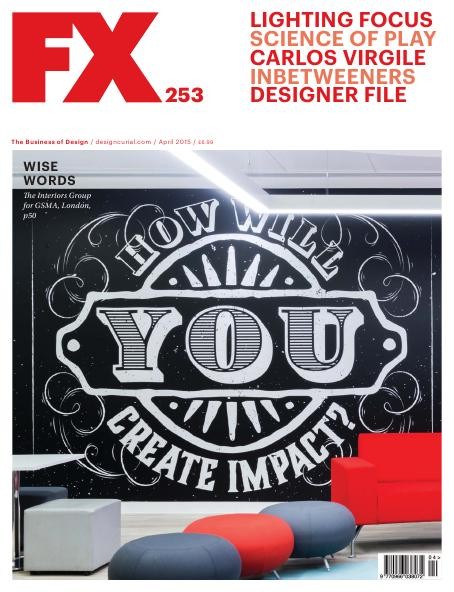 FX 253
LIGHTING FOCUS
SCIENCE OF PLAY
CARLOS VIRGILE
INBETWEENERS
DESIGNER FILE
The Business of Design / designcurial.com / April 2015 / £6.99
WISE
WORDS
The Interiors Group
for GSMA, London,
p50
HOW WILL
YOU
CREATE IMPACT?
04>